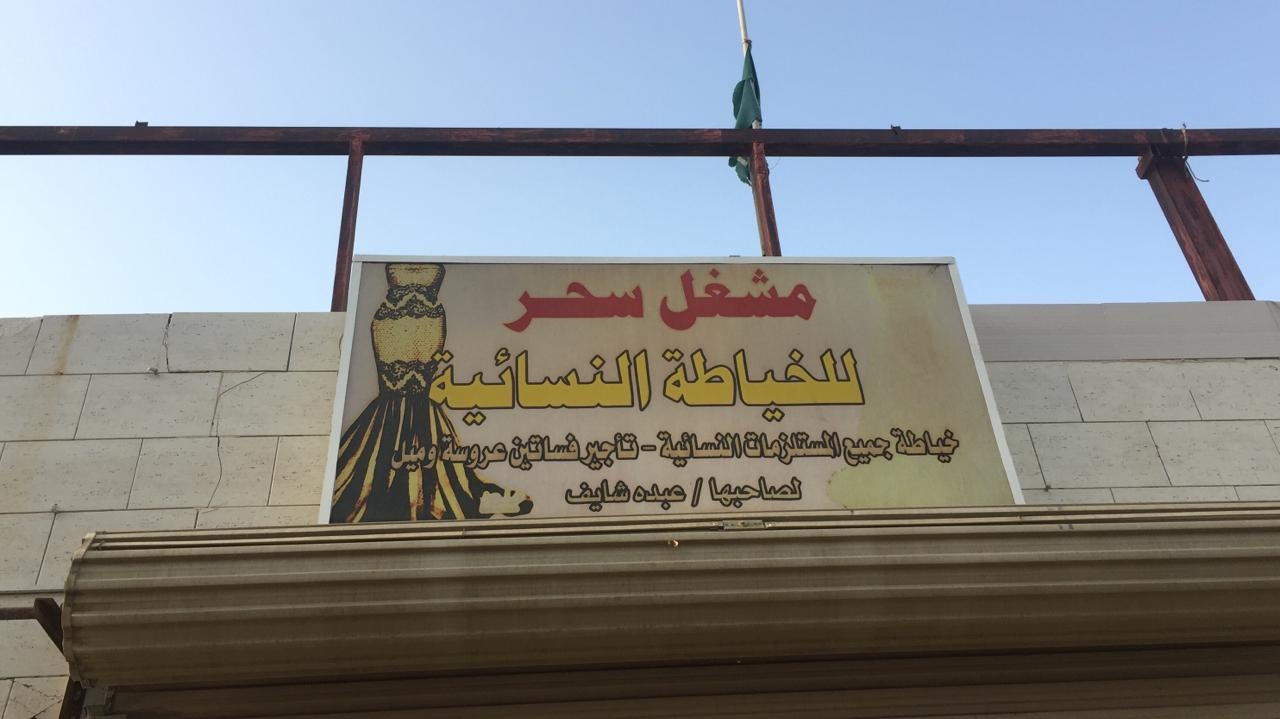 مشغل سحر
للخياطة النسائية
خياطة جميع المستلزمات النسائية - تأجير فساتين عروسة وميل
لصاحبها / عبده شايف